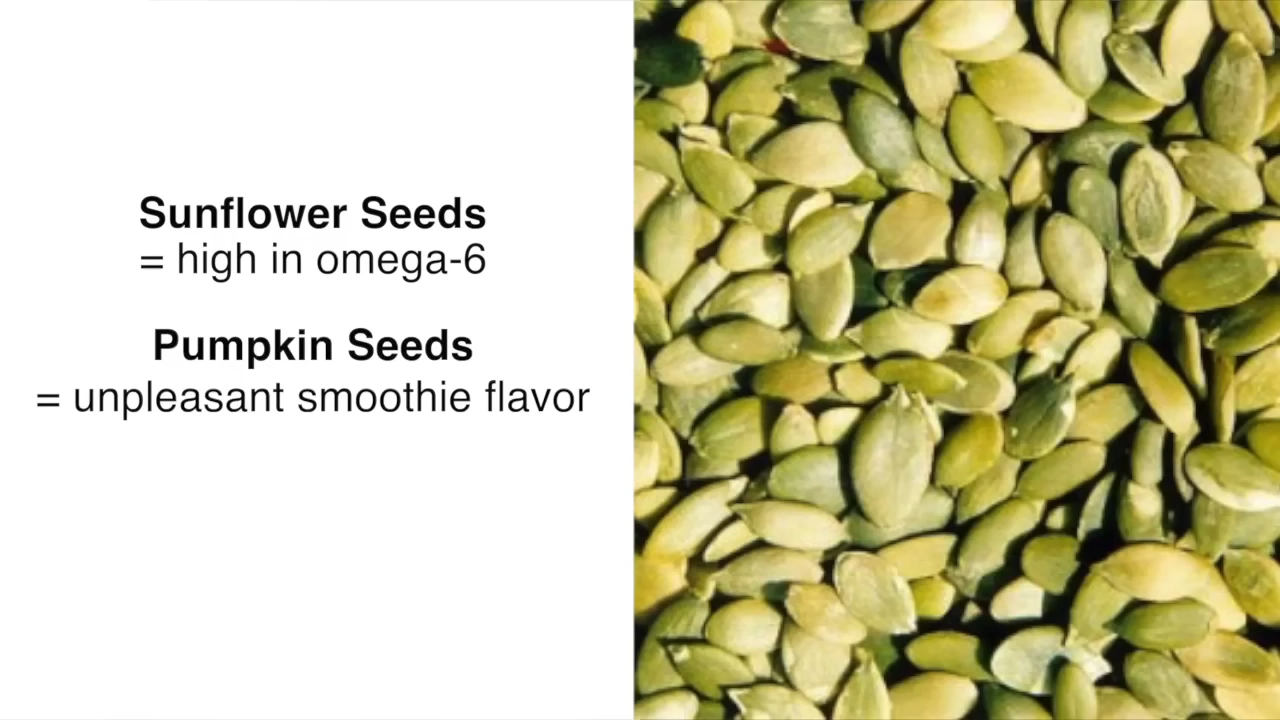 Sunflower Seeds
= high in omega-6
Pumpkin Seeds
= unpleasant smoothie flavor